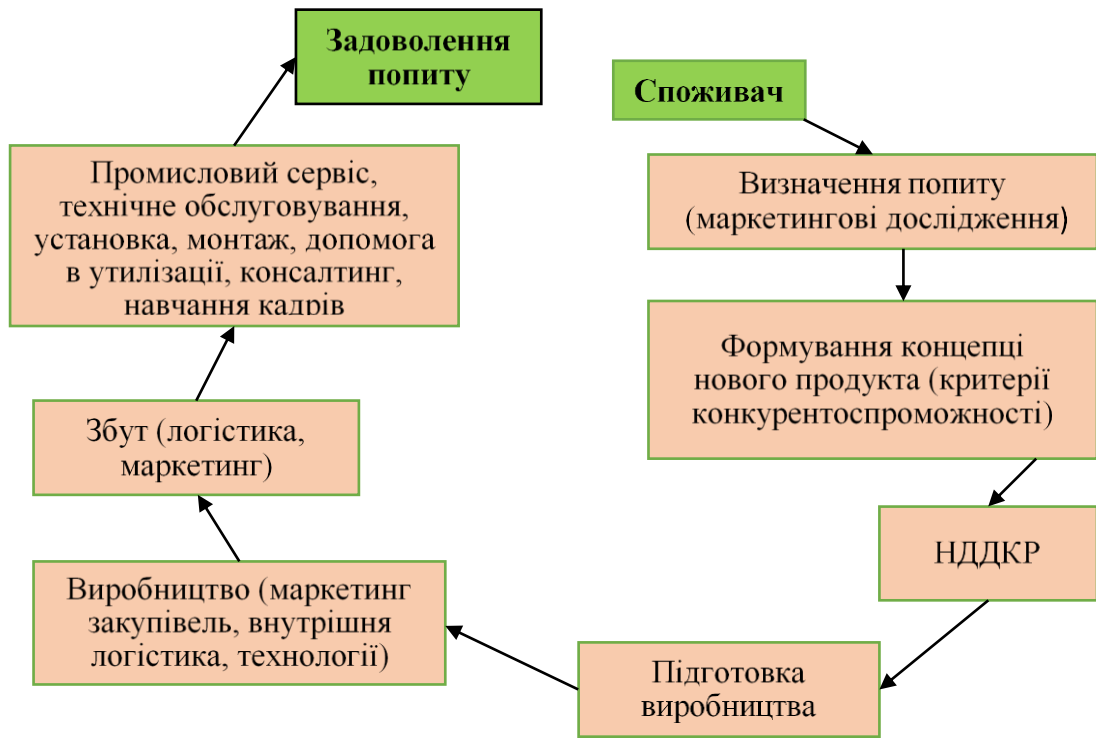 Задоволення
попиту
Споживач
Визначення попиту
(маркетингові дослідження)
Формування концепці
нового продукта (критерії
конкурентоспроможності)
НДДКР
Підготовка
виробництва
Виробництво (маркетинг
закупівель, внутрішня
логістика, технології)
Збут (логістика,
маркетинг)
Промисловий сервіс,
технічне обслуговування,
установка, монтаж, допомога
в утилізації, консалтинг,
навчання кадрів